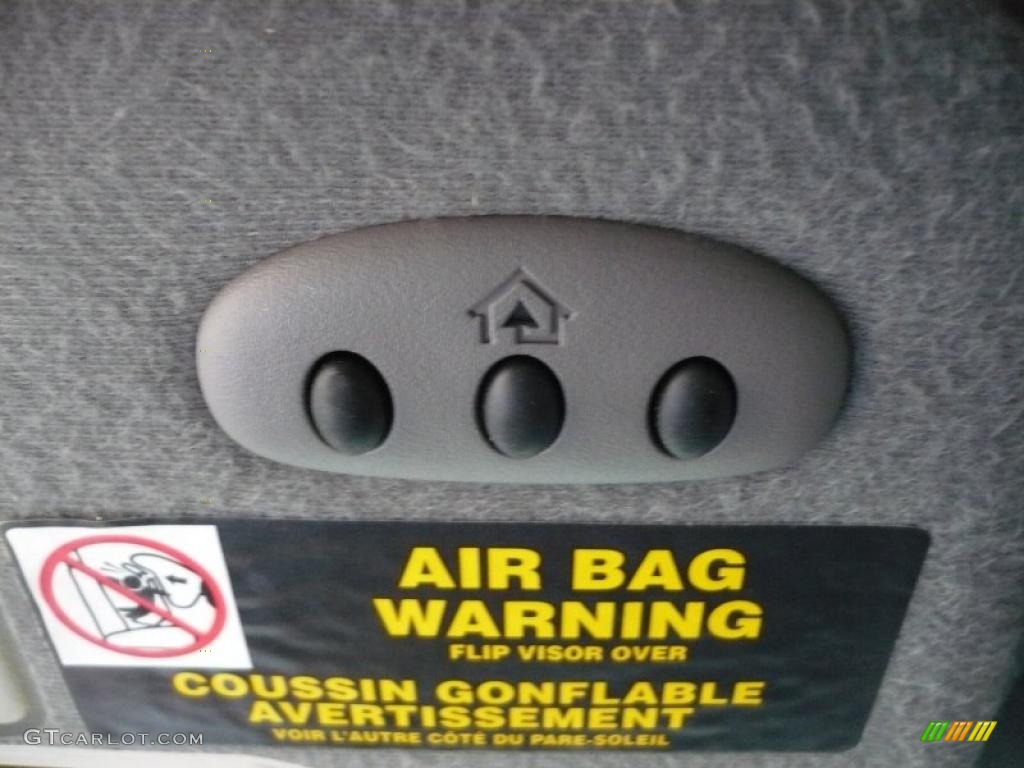 AIR BAG
WARNING
FLIP VISOR OVER
COUSSIN GONFLABLE
AVERTISSEMENT
VOIR L'AUTRE CÔTÉ DU PARE-SOLEIL
GTCARLOT.COM